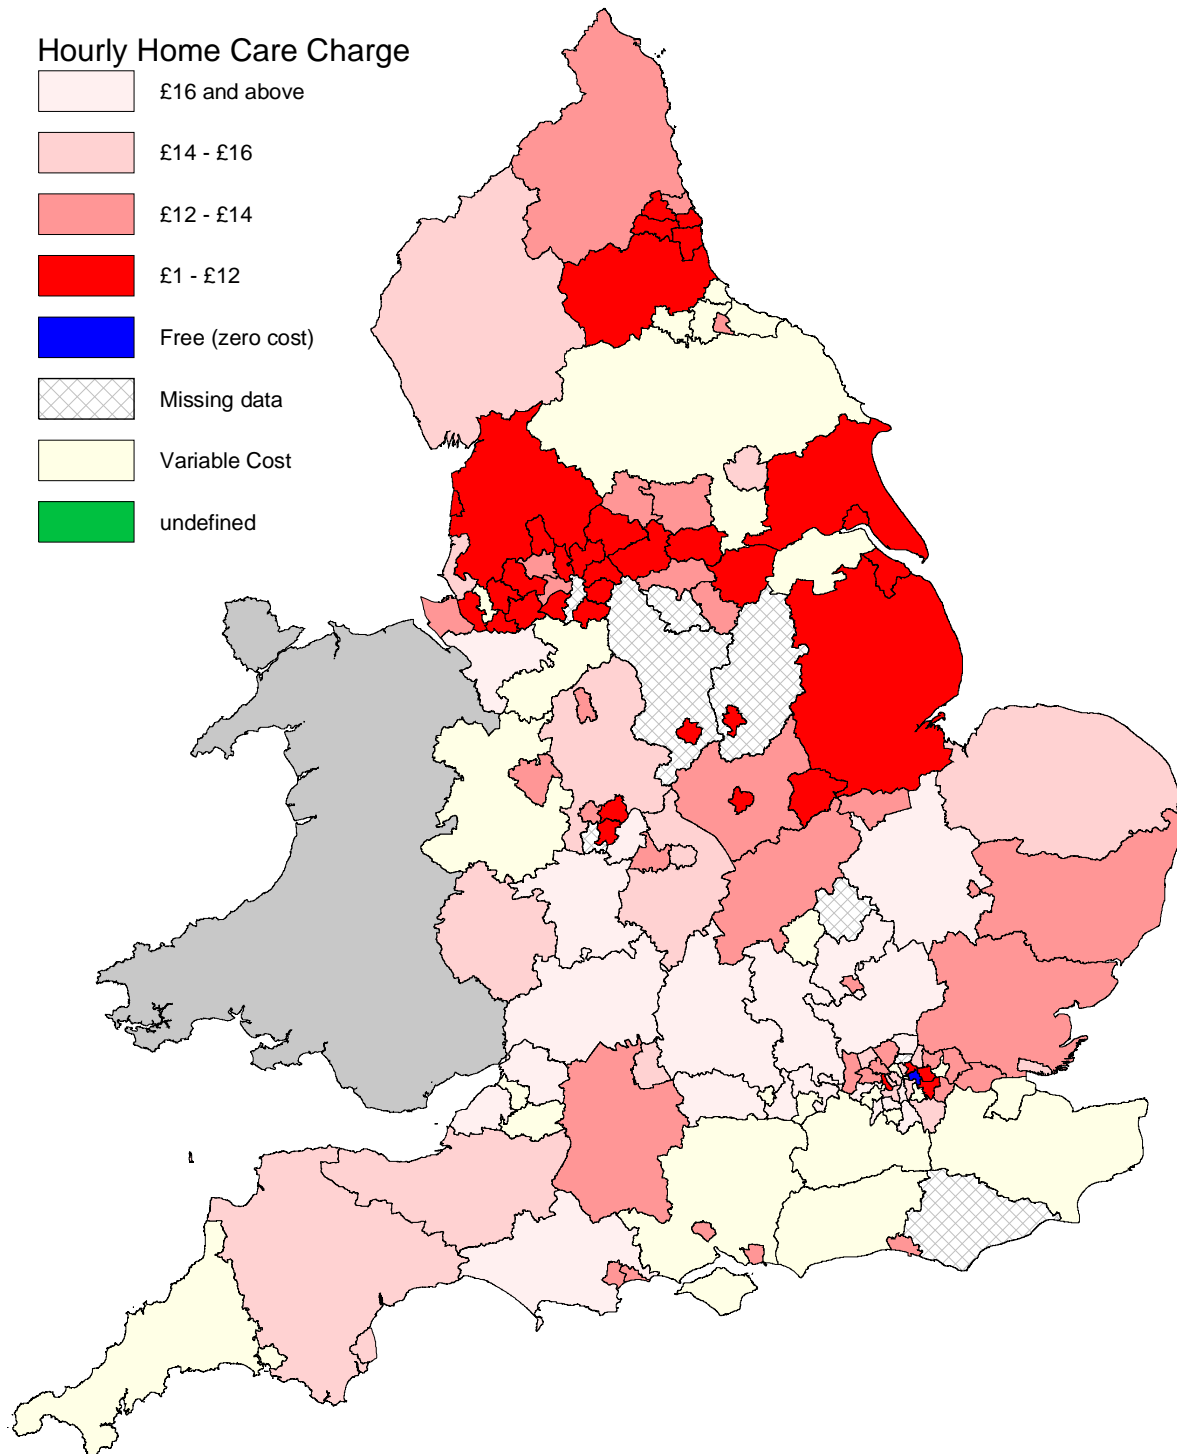 Hourly Home Care Charge
£16 and above
£14 - £16
£12 - £14
£1 - £12
Free (zero cost)
Missing data
Variable Cost
undefined